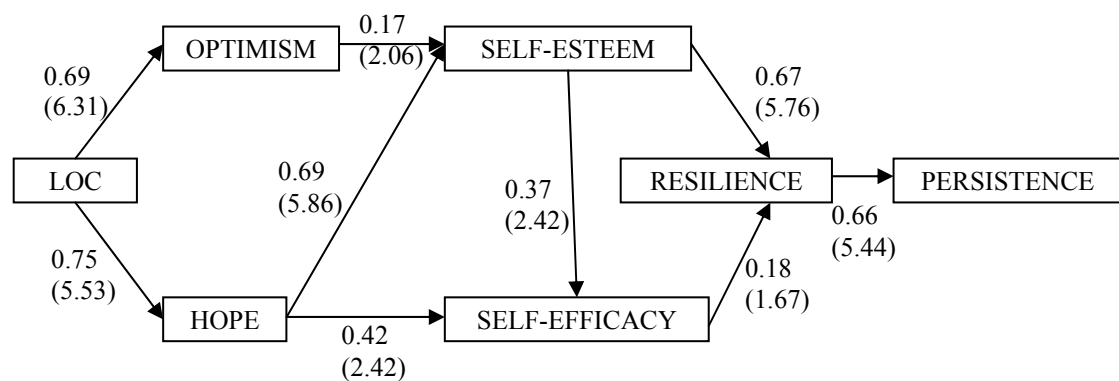 0.17
OPTIMISM
(2.06)
SELF-ESTEEM
0.69
(6.31)
0.67
(5.76)
LOC
0.69
(5.86)
RESILIENCE
PERSISTENCE
0.37
(2.42)
0.66
(5.44)
0.75
(5.53)
0.18
(1.67)
HOPE
SELF-EFFICACY
0.42
(2.42)